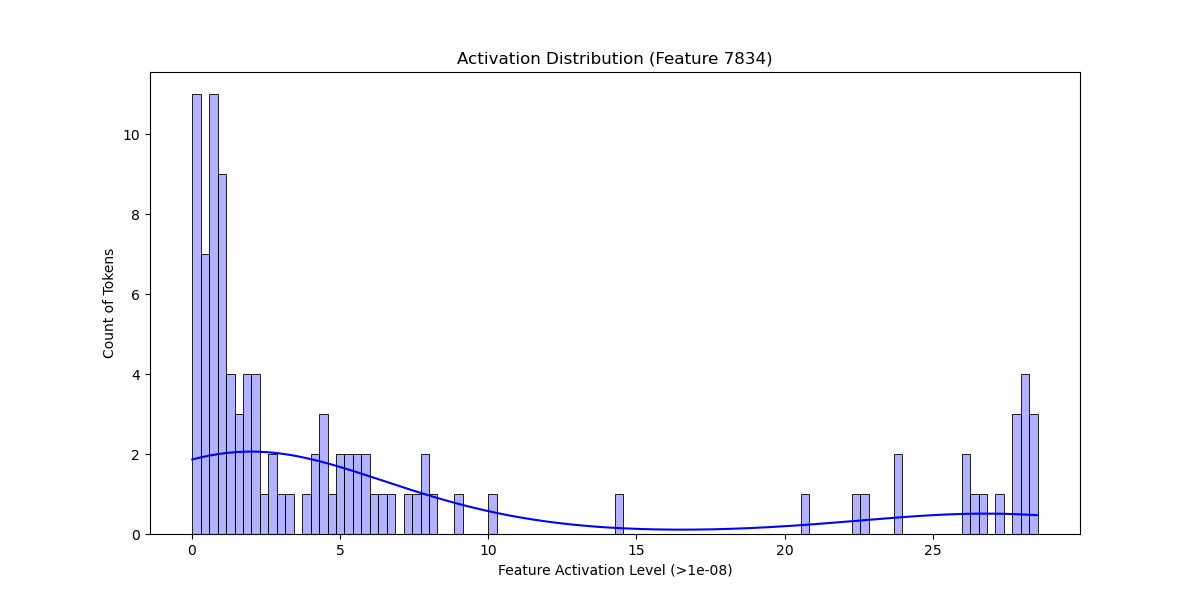 Activation Distribution (Feature 7834)
Count of Tokens
10
8
6
4
2
0
0 5 10 15 20 25
Feature Activation Level (>1e-08)